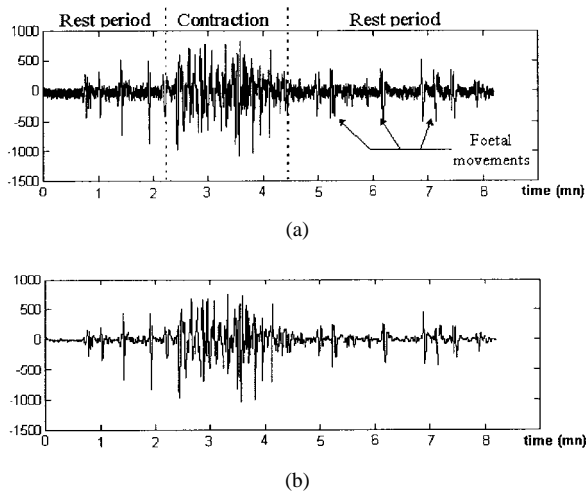 Rest period Contraction Rest period
1000
500
0
-500
-1000
-1500
Foetal
movements
0 1 2 3 4 5 6 7 8
time (mn)
(a)
1000
500
0
-500
-1000
-1500
0 1 2 3 4 5 6 7 8
time (mn)
(b)